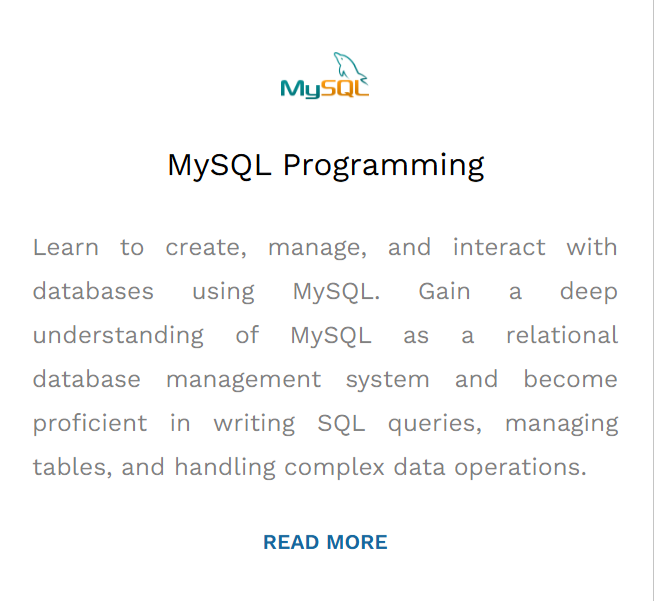 MySQL
MySQL Programming
Learn to create, manage, and interact with
databases using MySQL. Gain a deep
understanding of MySQL as a relational
database management system and become
proficient in writing SQL queries, managing
tables, and handling complex data operations.
READ MORE